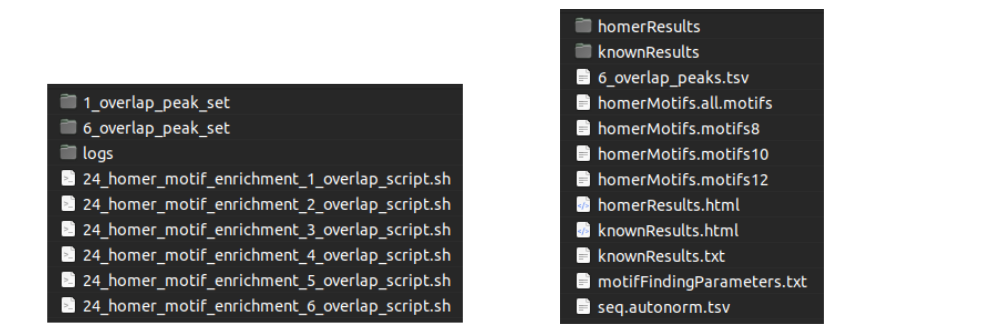 1_overlap_peak_set
6_overlap_peak_set
logs
24_homer_motif_enrichment_1_overlap_script.sh
24_homer_motif_enrichment_2_overlap_script.sh
24_homer_motif_enrichment_3_overlap_script.sh
24_homer_motif_enrichment_4_overlap_script.sh
24_homer_motif_enrichment_5_overlap_script.sh
24_homer_motif_enrichment_6_overlap_script.sh
homerResults
knownResults
6_overlap_peaks.tsv
homerMotifs.all.motifs
homerMotifs.motifs8
homerMotifs.motifs10
homerMotifs.motifs12
homerResults.html
knownResults.html
knownResults.txt
motifFindingParameters.txt
seq.autonorm.tsv